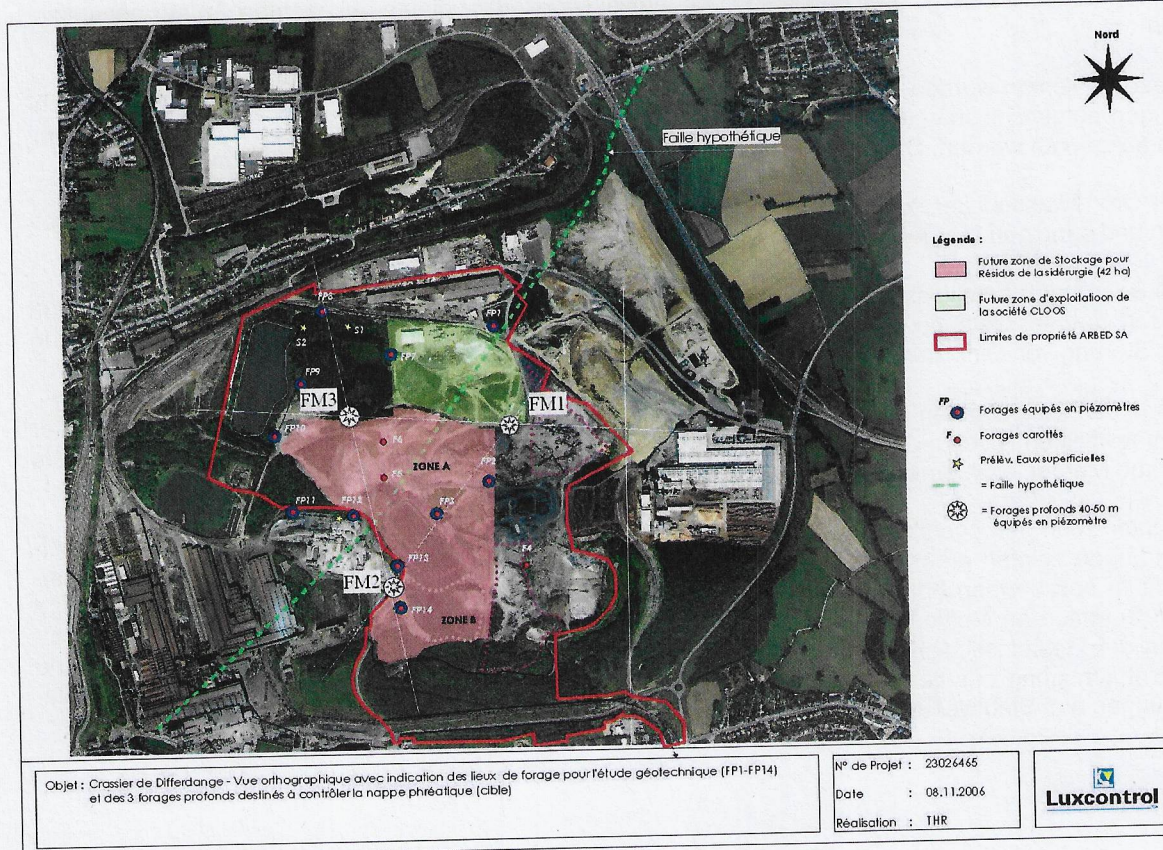 Nord
Faille hypothétique
Légende :
Future zone de Stockage pour
Résidus de la sidérurgie (42 ha)
Future zone d'exploitatioon de
la société CLOOS
Limites de propriété ARBED SA
FP
Forages équipés en piézomètres
F
Forages carottés
Prélév. Eaux superficielles
= Faille hypothétique
= Forages profonds 40-50 m
équipés en piézomètre
FP8
S1
S2
FP1
FP7
FP9
FM3
FM1
FP10
F6
ZONE A
F5
FP2
FP11
FP12
FP3
FP13
F4
FM2
FP14
ZONE B
Objet : Crassier de Differdange - Vue orthographique avec indication des lieux de forage pour l'étude géotechnique (FP1-FP14)
et des 3 forages profonds destinés à contrôler la nappe phréatique (cible)
N° de Projet : 23026465
Date : 08.11.2006
Réalisation : THR
Luxcontrol